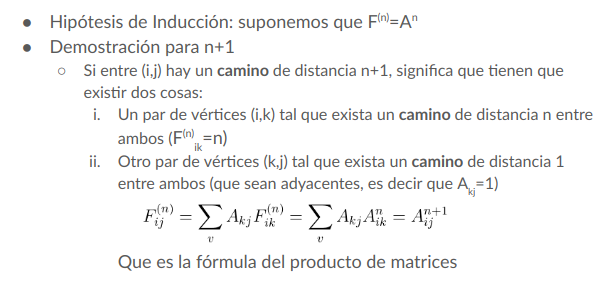 ● Hipótesis de Inducción: suponemos que F⁽ⁿ⁾=Aⁿ
● Demostración para n+1
○ Si entre (i,j) hay un camino de distancia n+1, significa que tienen que
existir dos cosas:
i. Un par de vértices (i,k) tal que exista un camino de distancia n entre
ambos (F⁽ⁿ⁾ᵢₖ=n)
ii. Otro par de vértices (k,j) tal que exista un camino de distancia 1
entre ambos (que sean adyacentes, es decir que A_{kj}=1)
F_{ij}^{(n)} = ∑_{v} A_{kj} F_{ik}^{(n)} = ∑_{v} A_{kj} A_{ik}^{n} = A_{ij}^{n+1}
Que es la fórmula del producto de matrices